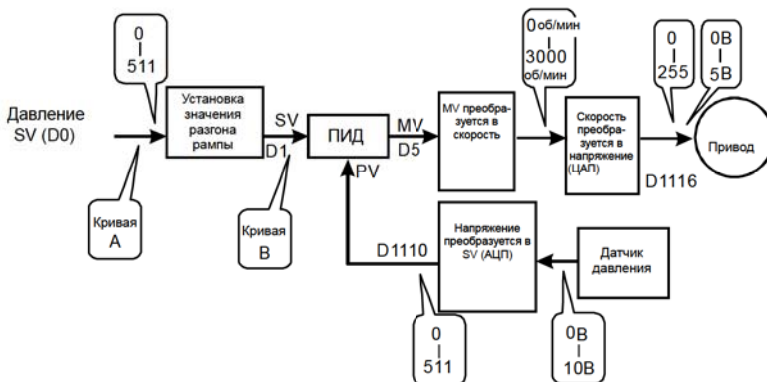 0
511
Давление
SV (D0)
Кривая
A
Установка
значения
разгона
рампы
SV
D1
Кривая
B
ПИД
PV
MV
D5
MV преобра-
зуется в
скорость
0 об/мин
3000
об/мин
Скорость
преобра-
зуется в
напряжение
(ЦАП)
0
255
0В
5В
D1116
Привод
D1110
0
511
Напряжение
преобразуется в
SV (АЦП)
0В
10В
Датчик
давления